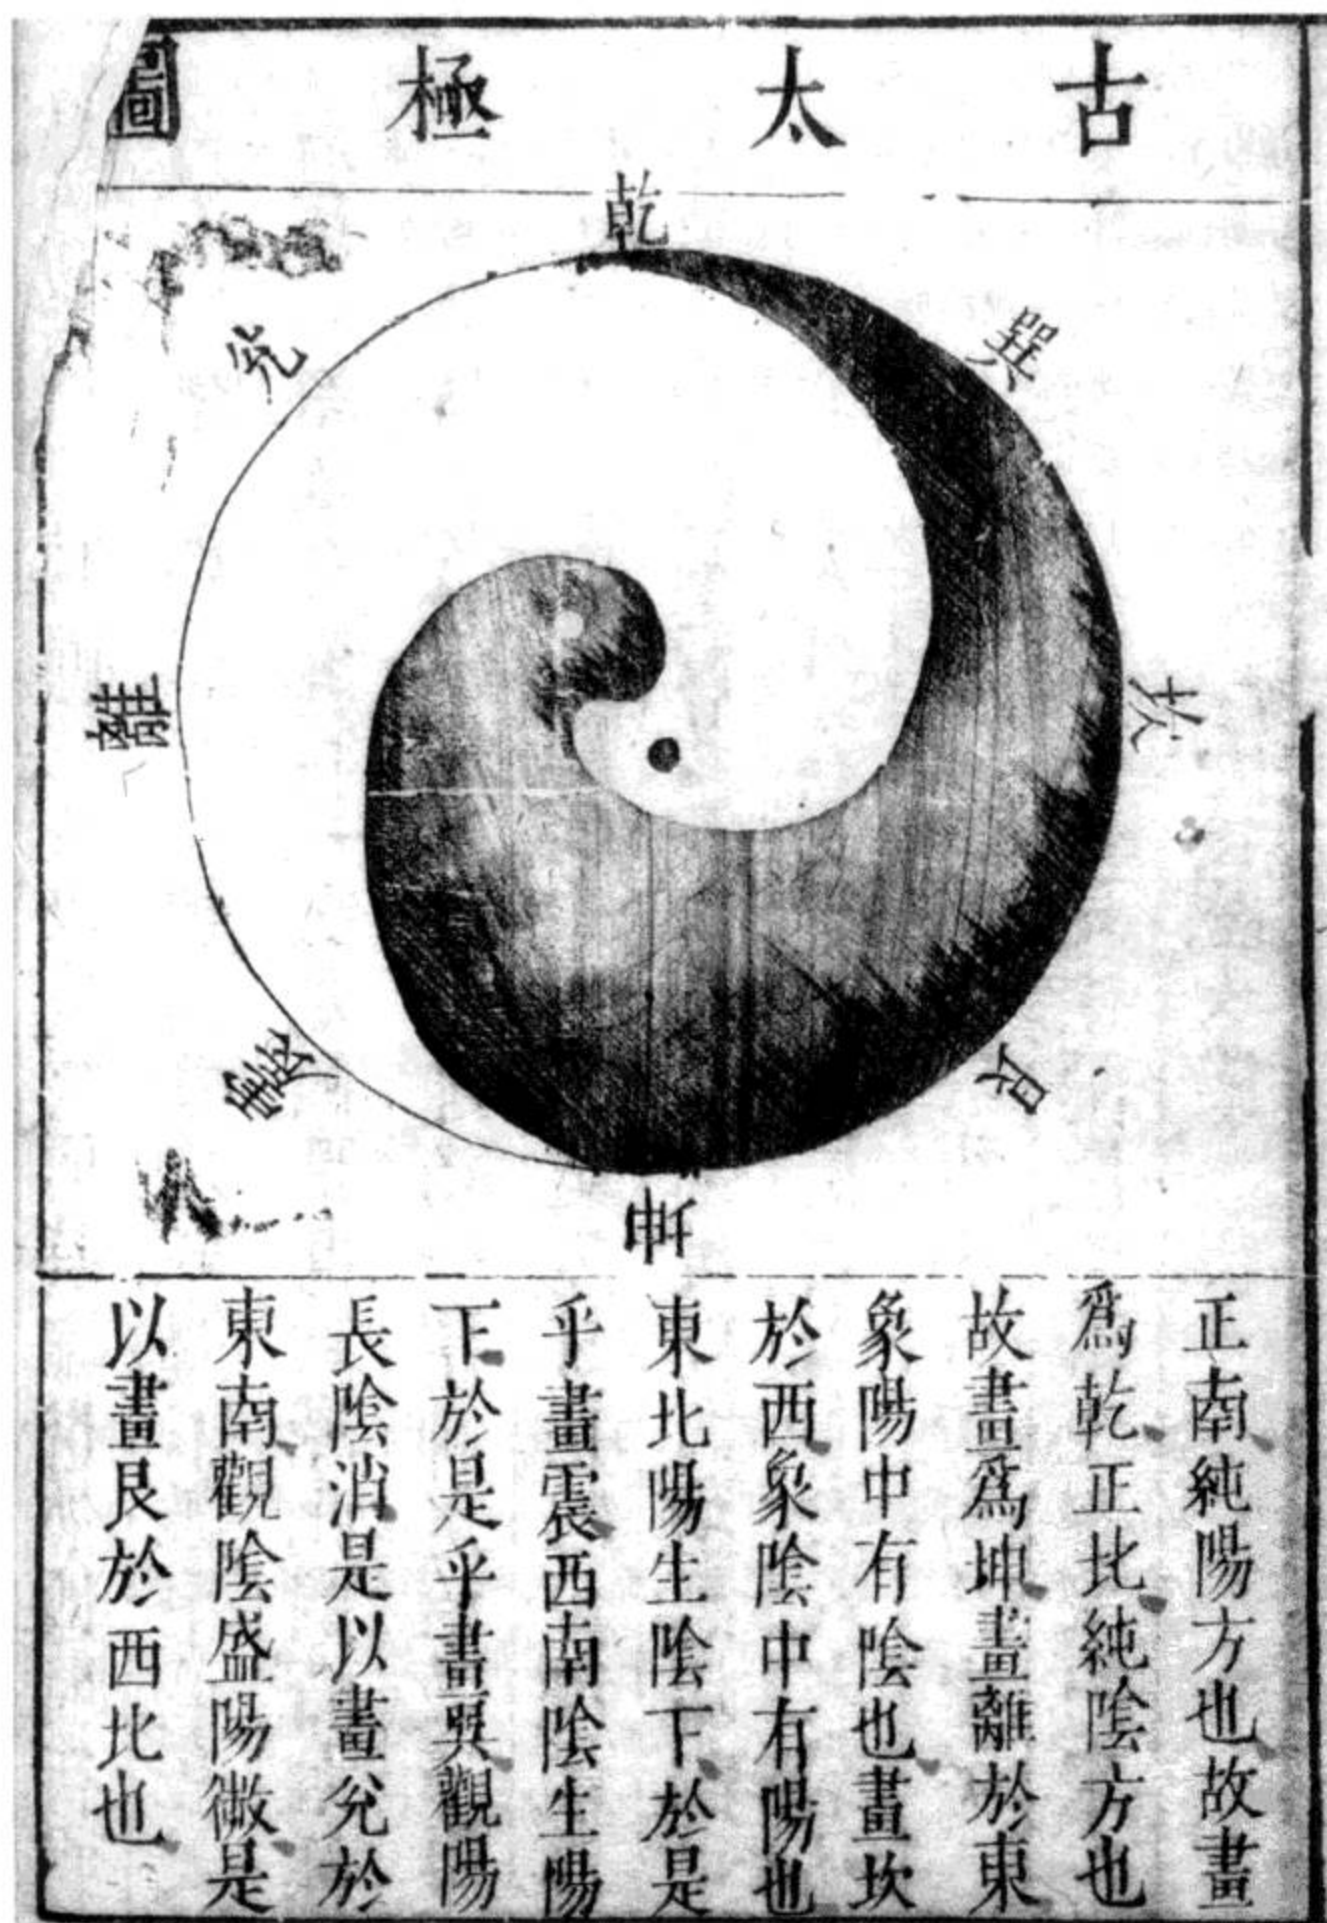 古太極圖
乾
兌
巽
離
坎
震
艮
坤
正南純陽方也故畫
爲乾正北純陰方也
故畫爲坤畫離於東
象陽中有陰也畫坎
於西象陰中有陽也
東北陽生陰下於是
乎畫震西南陰生陽
下於是乎畫巽觀陽
長陰消是以畫兌於
東南觀陰盛陽微是
以畫艮於西北也